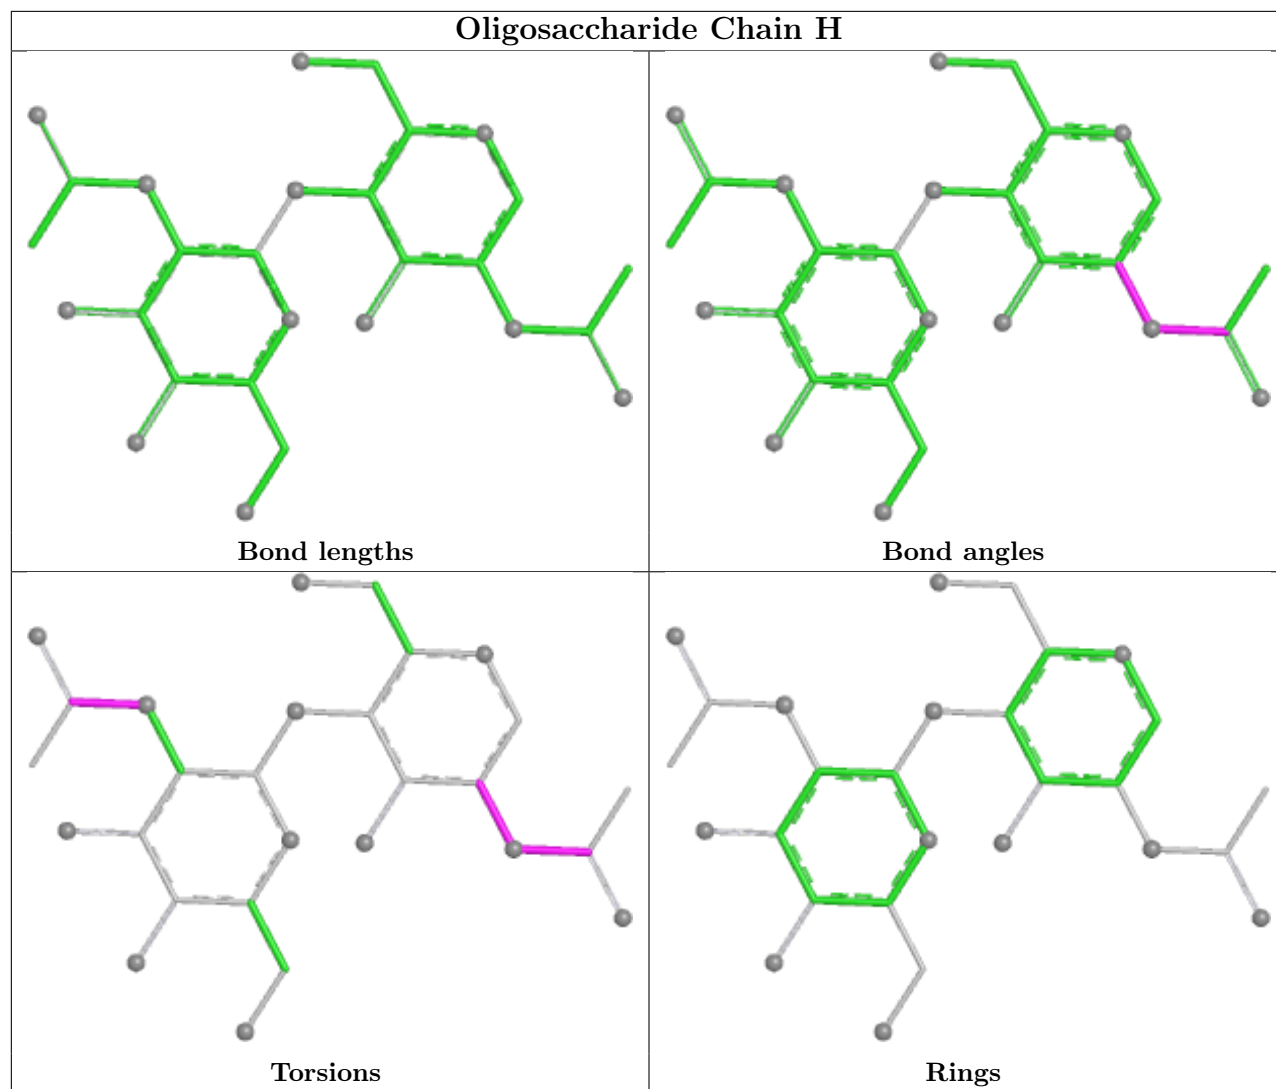 Oligosaccharide Chain H
Bond lengths
Bond angles
Torsions
Rings